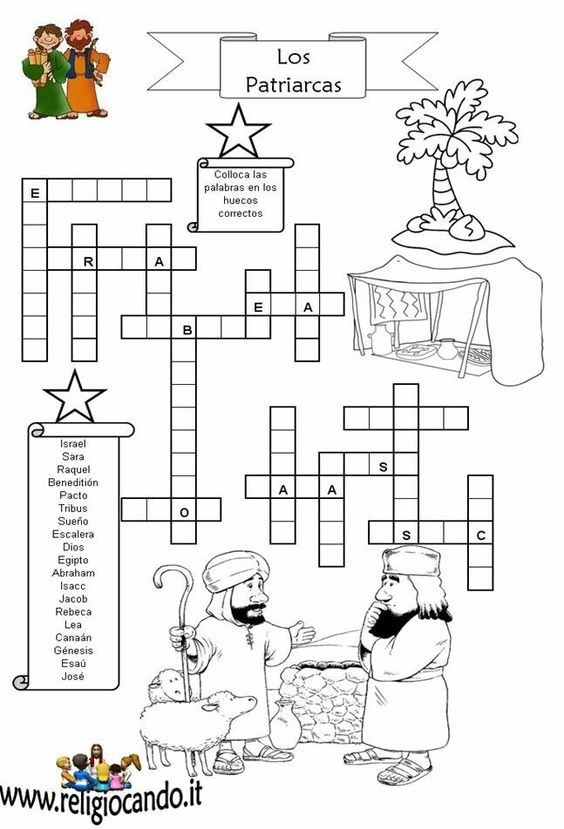 Los
Patriarcas
Colloca las
palabras en los
huecos
correctos
E
R
A
E
A
B
S
A
A
O
S
C
Israel
Sara
Raquel
Beneditión
Pacto
Tribus
Sueño
Escalera
Dios
Egipto
Abraham
Isacc
Jacob
Rebeca
Lea
Canaán
Génesis
Esaú
José
www.religiocando.it